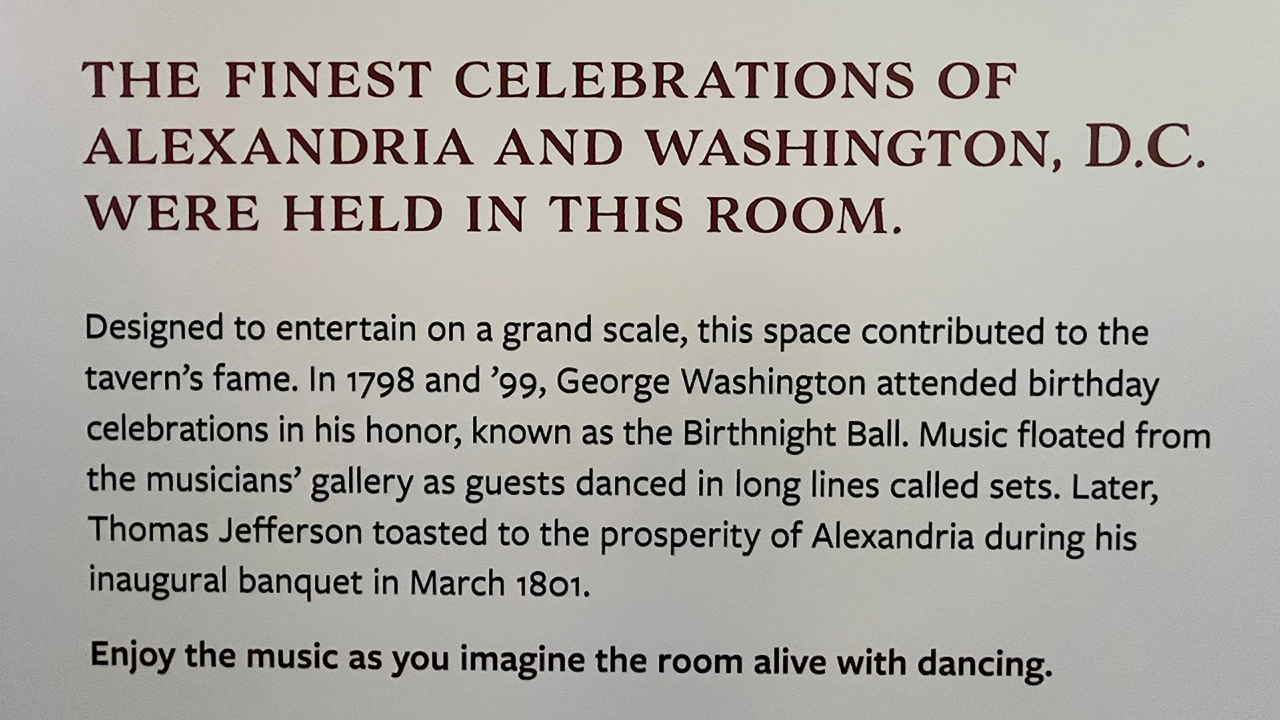 THE FINEST CELEBRATIONS OF
ALEXANDRIA AND WASHINGTON, D.C.
WERE HELD IN THIS ROOM.
Designed to entertain on a grand scale, this space contributed to the
tavern’s fame. In 1798 and ’99, George Washington attended birthday
celebrations in his honor, known as the Birthnight Ball. Music floated from
the musicians’ gallery as guests danced in long lines called sets. Later,
Thomas Jefferson toasted to the prosperity of Alexandria during his
inaugural banquet in March 1801.
Enjoy the music as you imagine the room alive with dancing.